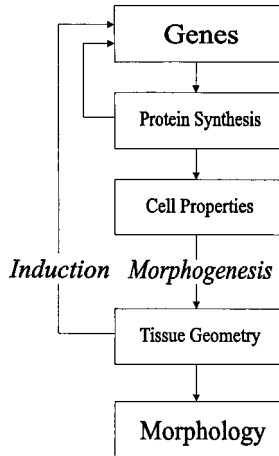 Genes
Protein Synthesis
Cell Properties
Induction Morphogenesis
Tissue Geometry
Morphology